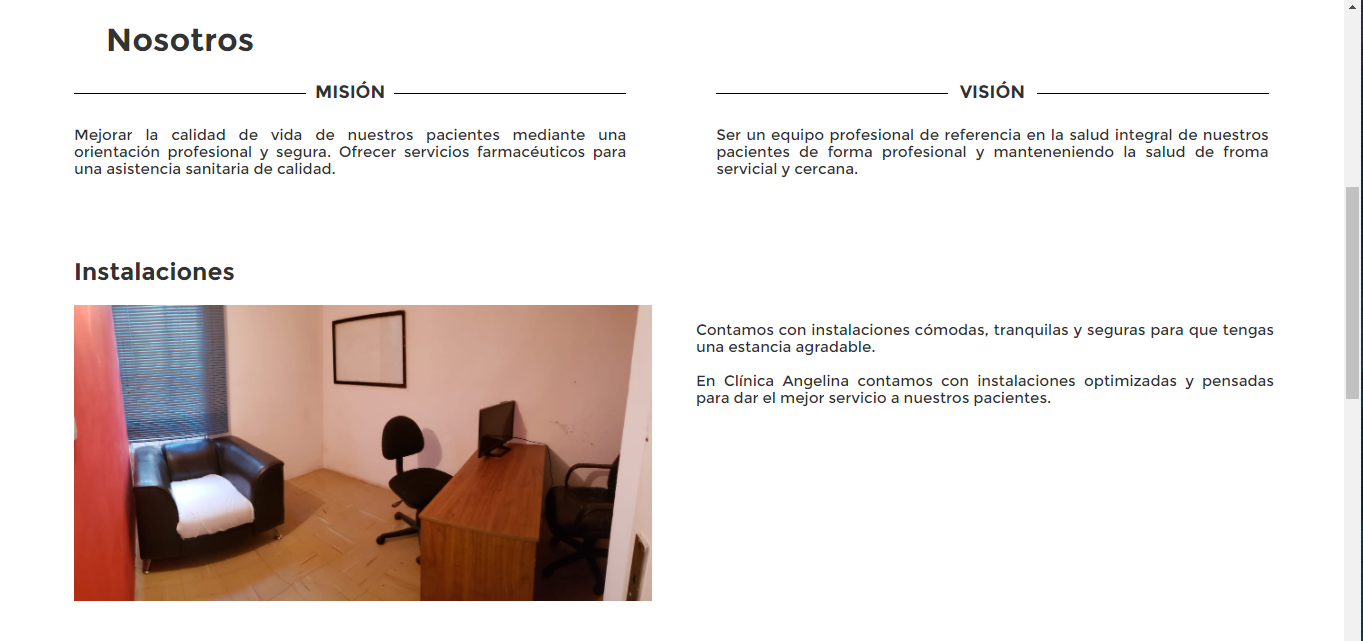 Nosotros
MISIÓN
Mejorar la calidad de vida de nuestros pacientes mediante una
orientación profesional y segura. Ofrecer servicios farmacéuticos para
una asistencia sanitaria de calidad.
VISIÓN
Ser un equipo profesional de referencia en la salud integral de nuestros
pacientes de forma profesional y manteneniendo la salud de froma
servicial y cercana.
Instalaciones
Contamos con instalaciones cómodas, tranquilas y seguras para que tengas
una estancia agradable.
En Clínica Angelina contamos con instalaciones optimizadas y pensadas
para dar el mejor servicio a nuestros pacientes.